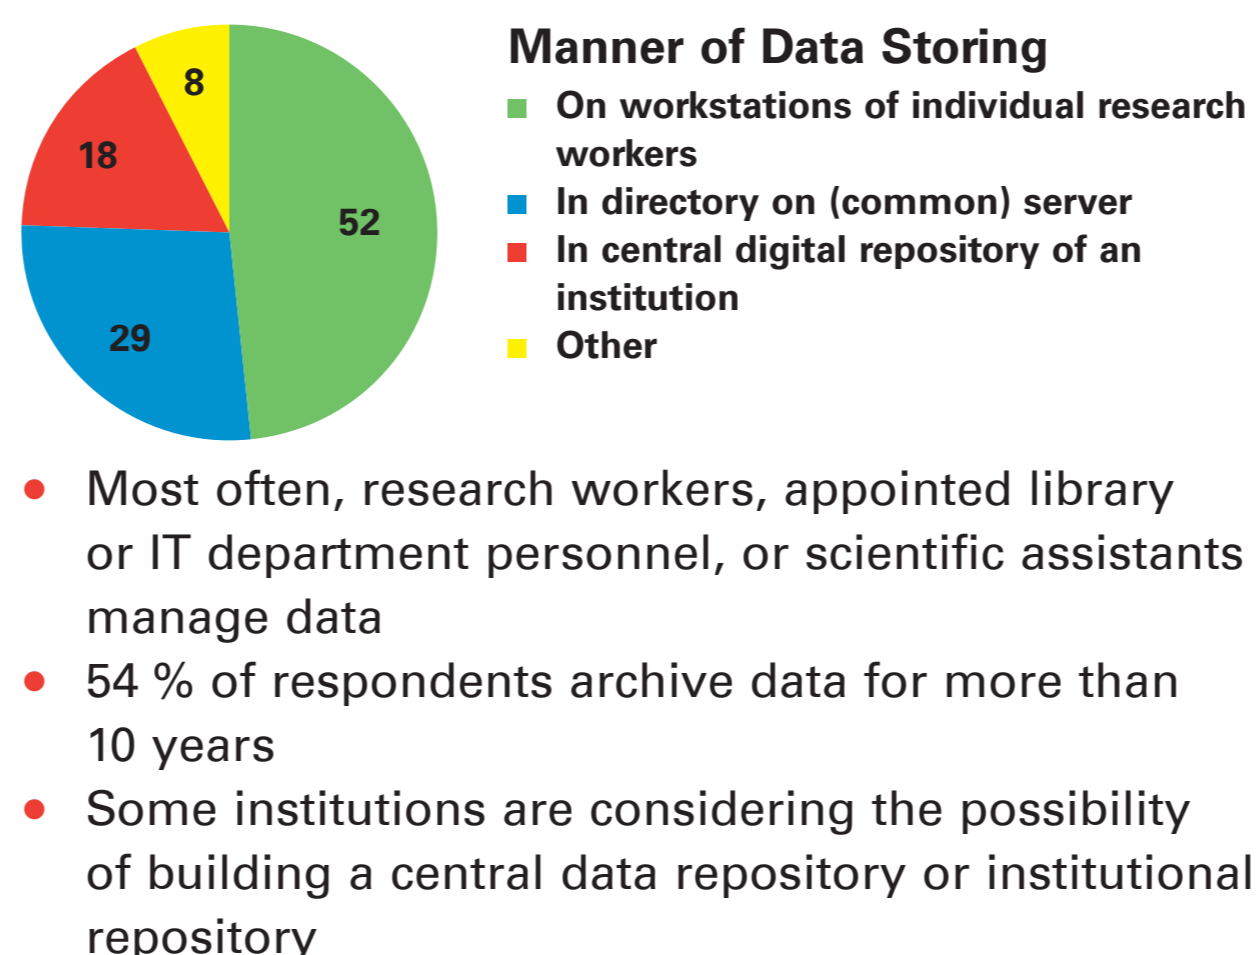 8
18
52
29
Manner of Data Storing
On workstations of individual research
workers
In directory on (common) server
In central digital repository of an
institution
Other
• Most often, research workers, appointed library
or IT department personnel, or scientific assistants
manage data
• 54 % of respondents archive data for more than
10 years
• Some institutions are considering the possibility
of building a central data repository or institutional
repository